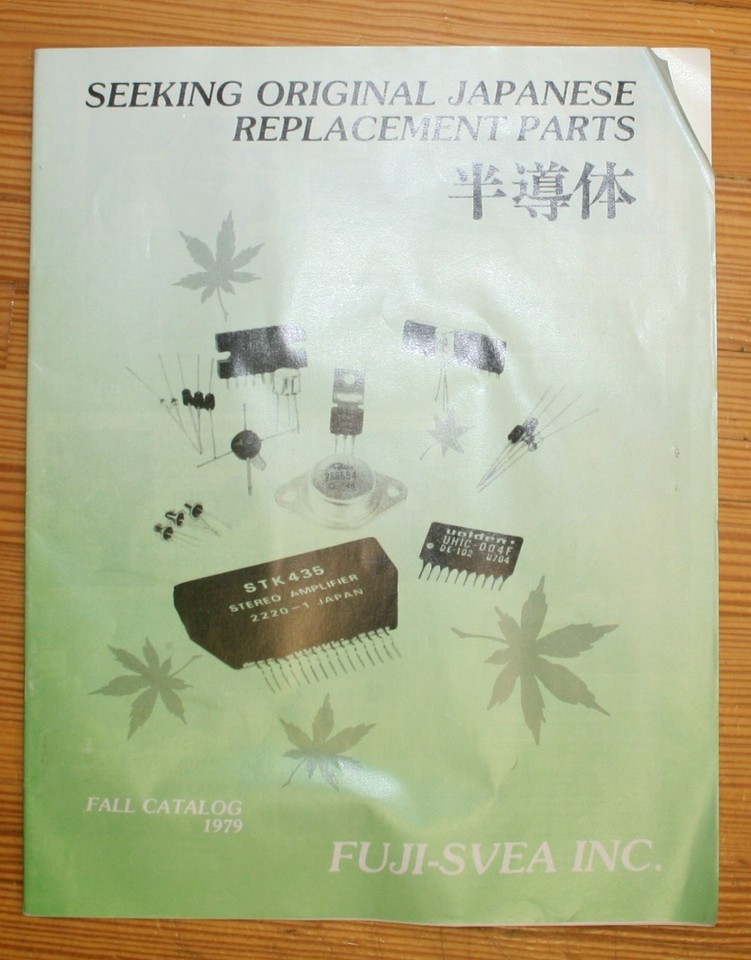 SEEKING ORIGINAL JAPANESE
REPLACEMENT PARTS
半導体
STK435
STEREO AMPLIFIER
2220-1 JAPAN
uniden
UHIC-004F
FALL CATALOG
1979
FUJI-SVEA INC.